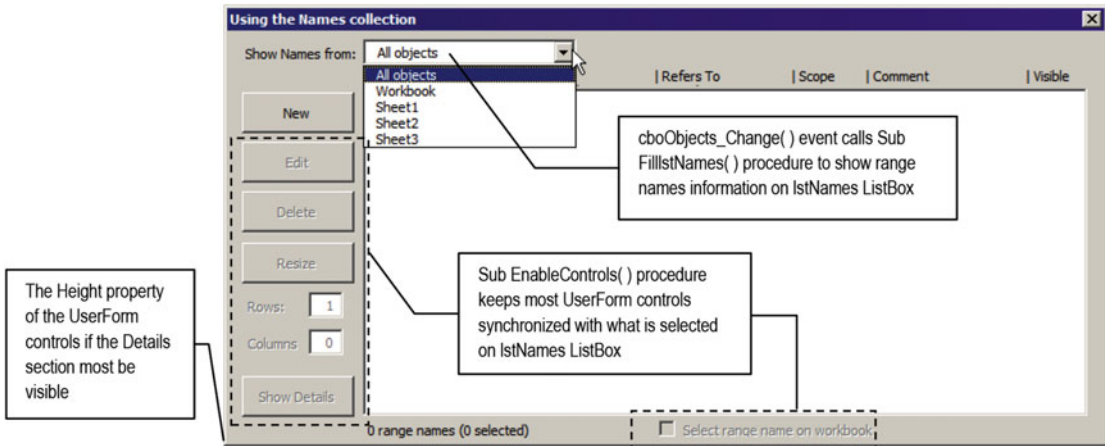 Using the Names collection
Show Names from:
All objects
| Refers To | Scope | Comment | Visible
All objects
Workbook
Sheet1
Sheet2
Sheet3
New
Edit
Delete
Resize
Rows: 1
Columns 0
Show Details
0 range names (0 selected)
Select range name on workbook
cboObjects_Change( ) event calls Sub
FilllstNames( ) procedure to show range
names information on lstNames ListBox
Sub EnableControls( ) procedure
keeps most UserForm controls
synchronized with what is selected
on lstNames ListBox
The Height property
of the UserForm
controls if the Details
section most be
visible